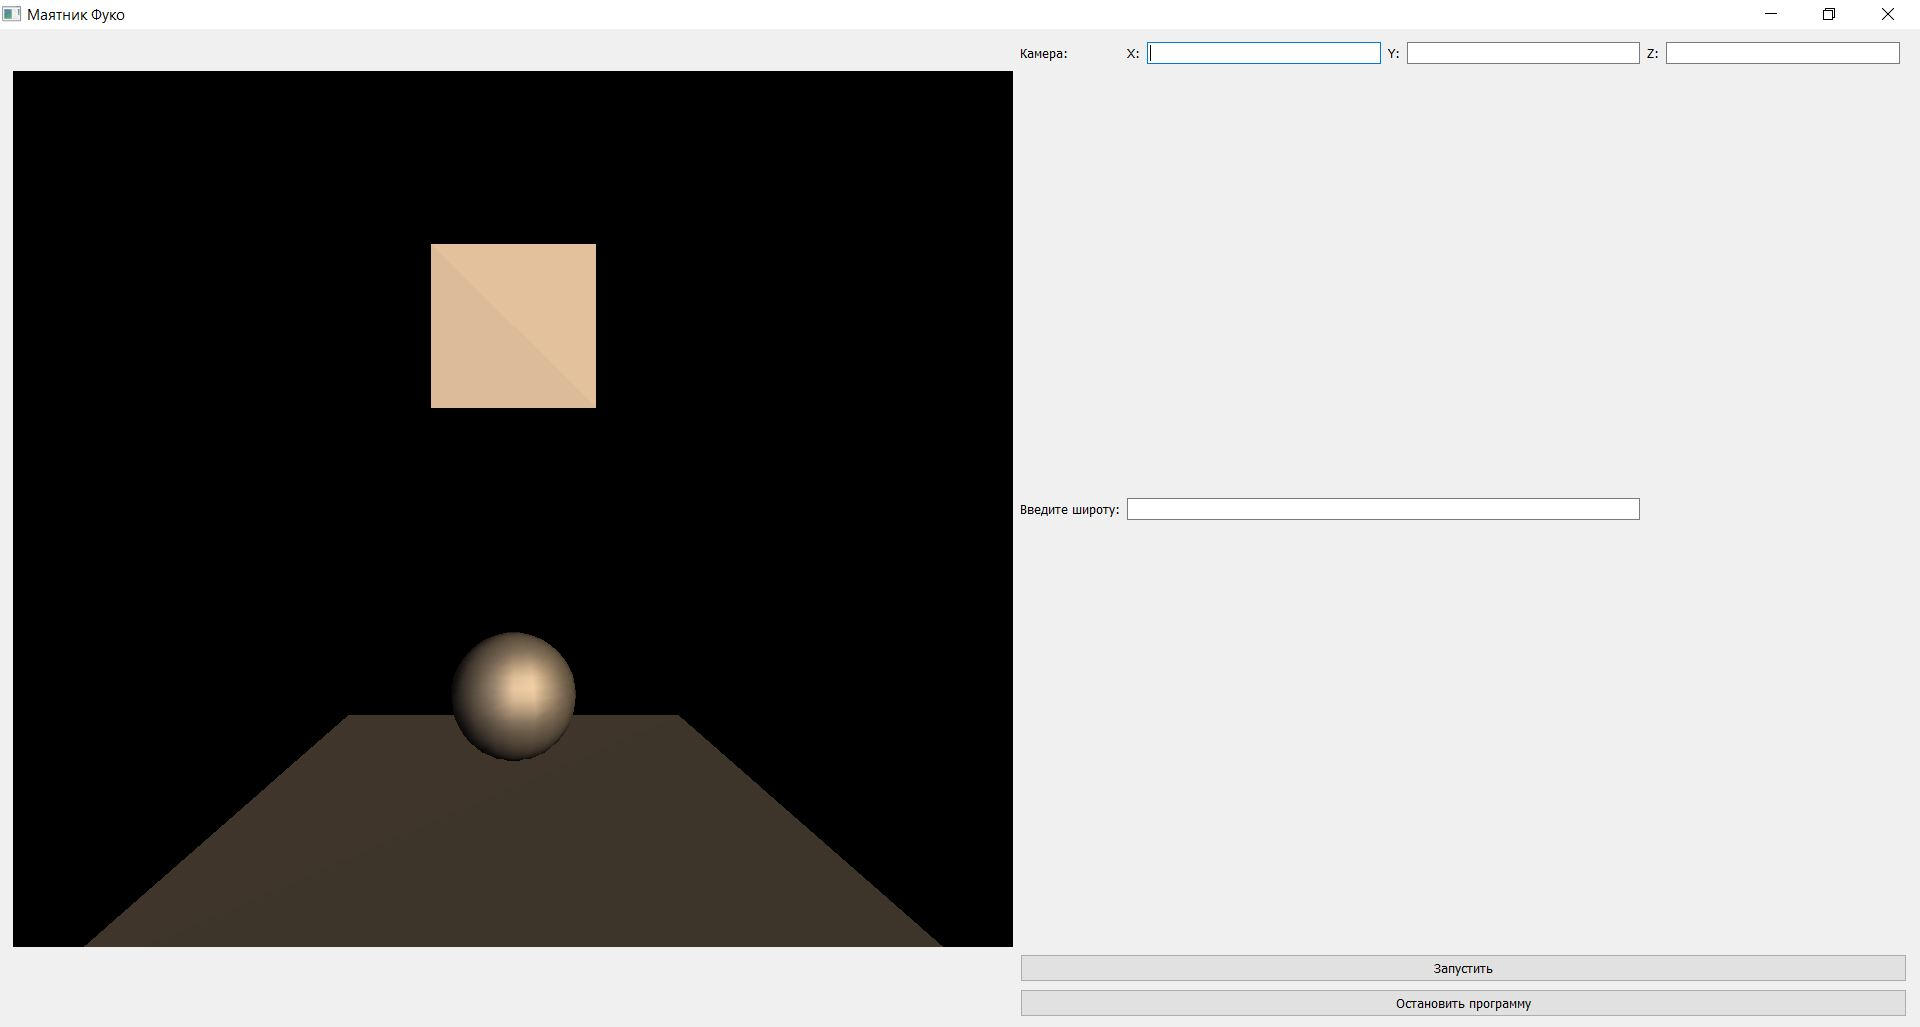 Маятник Фуко
Камера: X: Y: Z:
Введите широту:
Запустить
Остановить программу